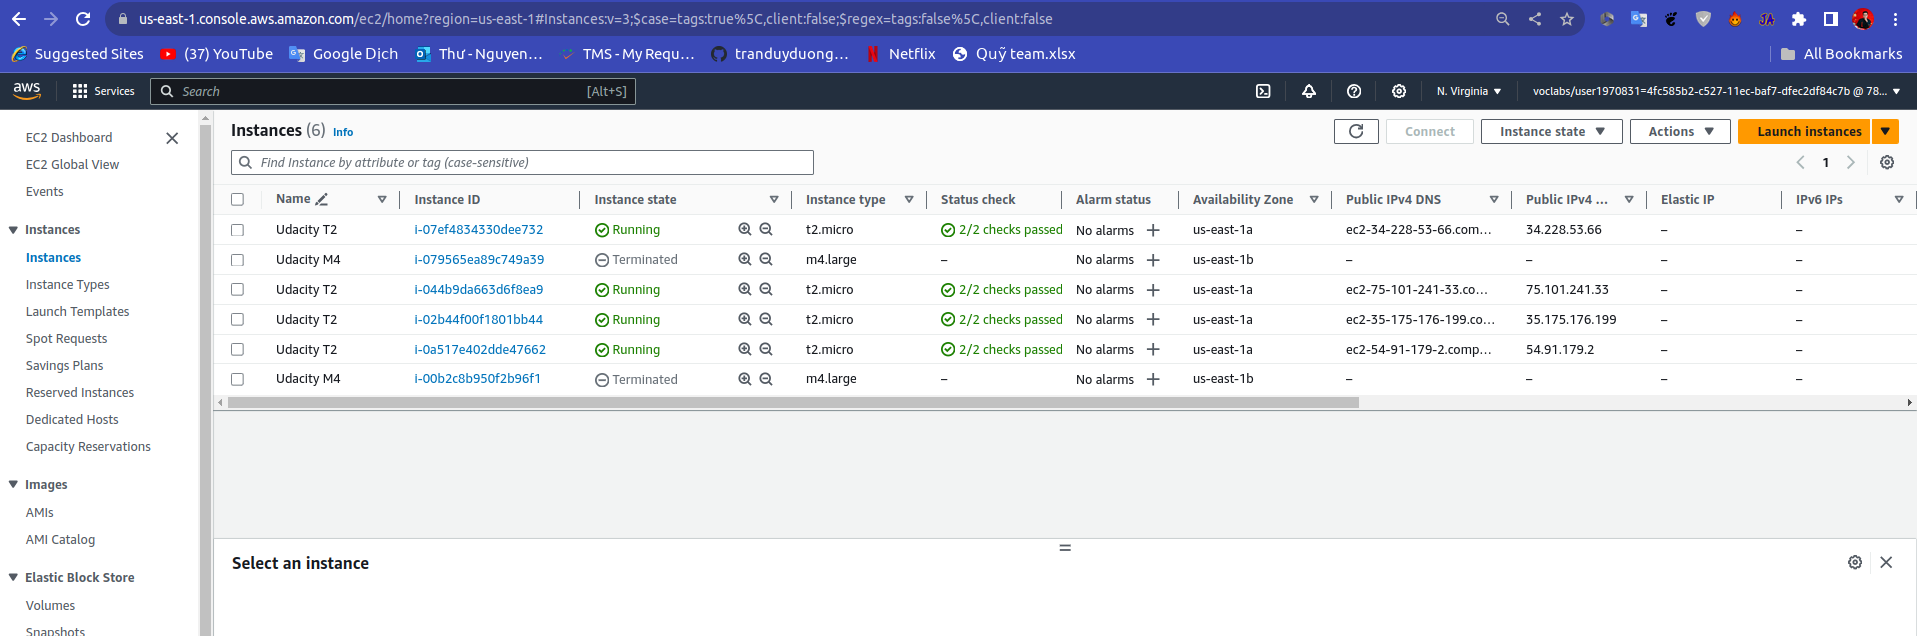 us-east-1.console.aws.amazon.com/ec2/home?region=us-east-1#Instances:v=3;$case=tags:true%5C,client:false;$regex=tags:false%5C,client:false
Suggested Sites (37) YouTube Google Dịch Thư - Nguyen... TMS - My Requ... tranduyduong... Netflix Quỹ team.xlsx All Bookmarks
aws Services Search [Alt+S] N. Virginia voclabs/user1970831=4fc585b2-c527-11ec-baf7-dfec2df84c7b @ 78...
EC2 Dashboard
EC2 Global View
Events
Instances
Instances
Instance Types
Launch Templates
Spot Requests
Savings Plans
Reserved Instances
Dedicated Hosts
Capacity Reservations
Images
AMIs
AMI Catalog
Elastic Block Store
Volumes
Snapshots
Instances (6) Info Connect Instance state Actions Launch instances
Find Instance by attribute or tag (case-sensitive) 1
Name Instance ID Instance state Instance type Status check Alarm status Availability Zone Public IPv4 DNS Public IPv4 ... Elastic IP IPv6 IPs
Udacity T2 i-07ef4834330dee732 Running t2.micro 2/2 checks passed No alarms + us-east-1a ec2-34-228-53-66.com... 34.228.53.66 – –
Udacity M4 i-079565ea89c749a39 Terminated m4.large – No alarms + us-east-1b – – – –
Udacity T2 i-044b9da663d6f8ea9 Running t2.micro 2/2 checks passed No alarms + us-east-1a ec2-75-101-241-33.co... 75.101.241.33 – –
Udacity T2 i-02b44f00f1801bb44 Running t2.micro 2/2 checks passed No alarms + us-east-1a ec2-35-175-176-199.co... 35.175.176.199 – –
Udacity T2 i-0a517e402dde47662 Running t2.micro 2/2 checks passed No alarms + us-east-1a ec2-54-91-179-2.comp... 54.91.179.2 – –
Udacity M4 i-00b2c8b950f2b96f1 Terminated m4.large – No alarms + us-east-1b – – – –
Select an instance